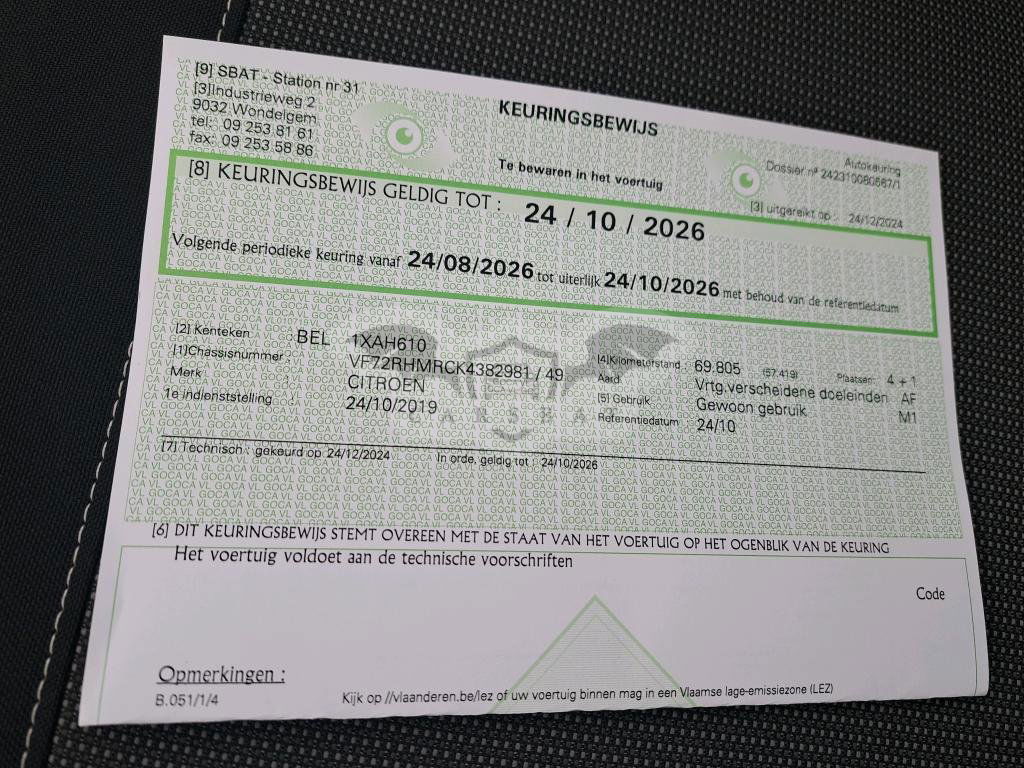 [9] SBAT - Station nr 31
[3]Industrieweg 2
9032 Wondelgem
tel: 09 253 81 61
fax: 09 253 58 86
KEURINGSBEWIJS
Te bewaren in het voertuig
Autokeuring
Dossier nº 242310080687/1
[3] uitgereikt op : 24/12/2024
[8] KEURINGSBEWIJS GELDIG TOT : 24 / 10 / 2026
Volgende periodieke keuring vanaf 24/08/2026 tot uiterlijk 24/10/2026 met behoud van de referentiedatum
[2] Kenteken : BEL 1XAH610
[1]Chassisnummer : VF72RHMRCK4382981 / 49
Merk CITROEN
1e indienststelling : 24/10/2019
[4]Kilometerstand : 69.805 (57.419) Plaatsen: 4 + 1
Aard Vrtg.verscheidene doeleinden AF
[5] Gebruik Gewoon gebruik M1
Referentiedatum 24/10
[7] Technisch : gekeurd op 24/12/2024 In orde, geldig tot : 24/10/2026
[6] DIT KEURINGSBEWIJS STEMT OVEREEN MET DE STAAT VAN HET VOERTUIG OP HET OGENBLIK VAN DE KEURING
Het voertuig voldoet aan de technische voorschriften
Code
Opmerkingen :
B.051/1/4
Kijk op //vlaanderen.be/lez of uw voertuig binnen mag in een Vlaamse lage-emissiezone (LEZ)